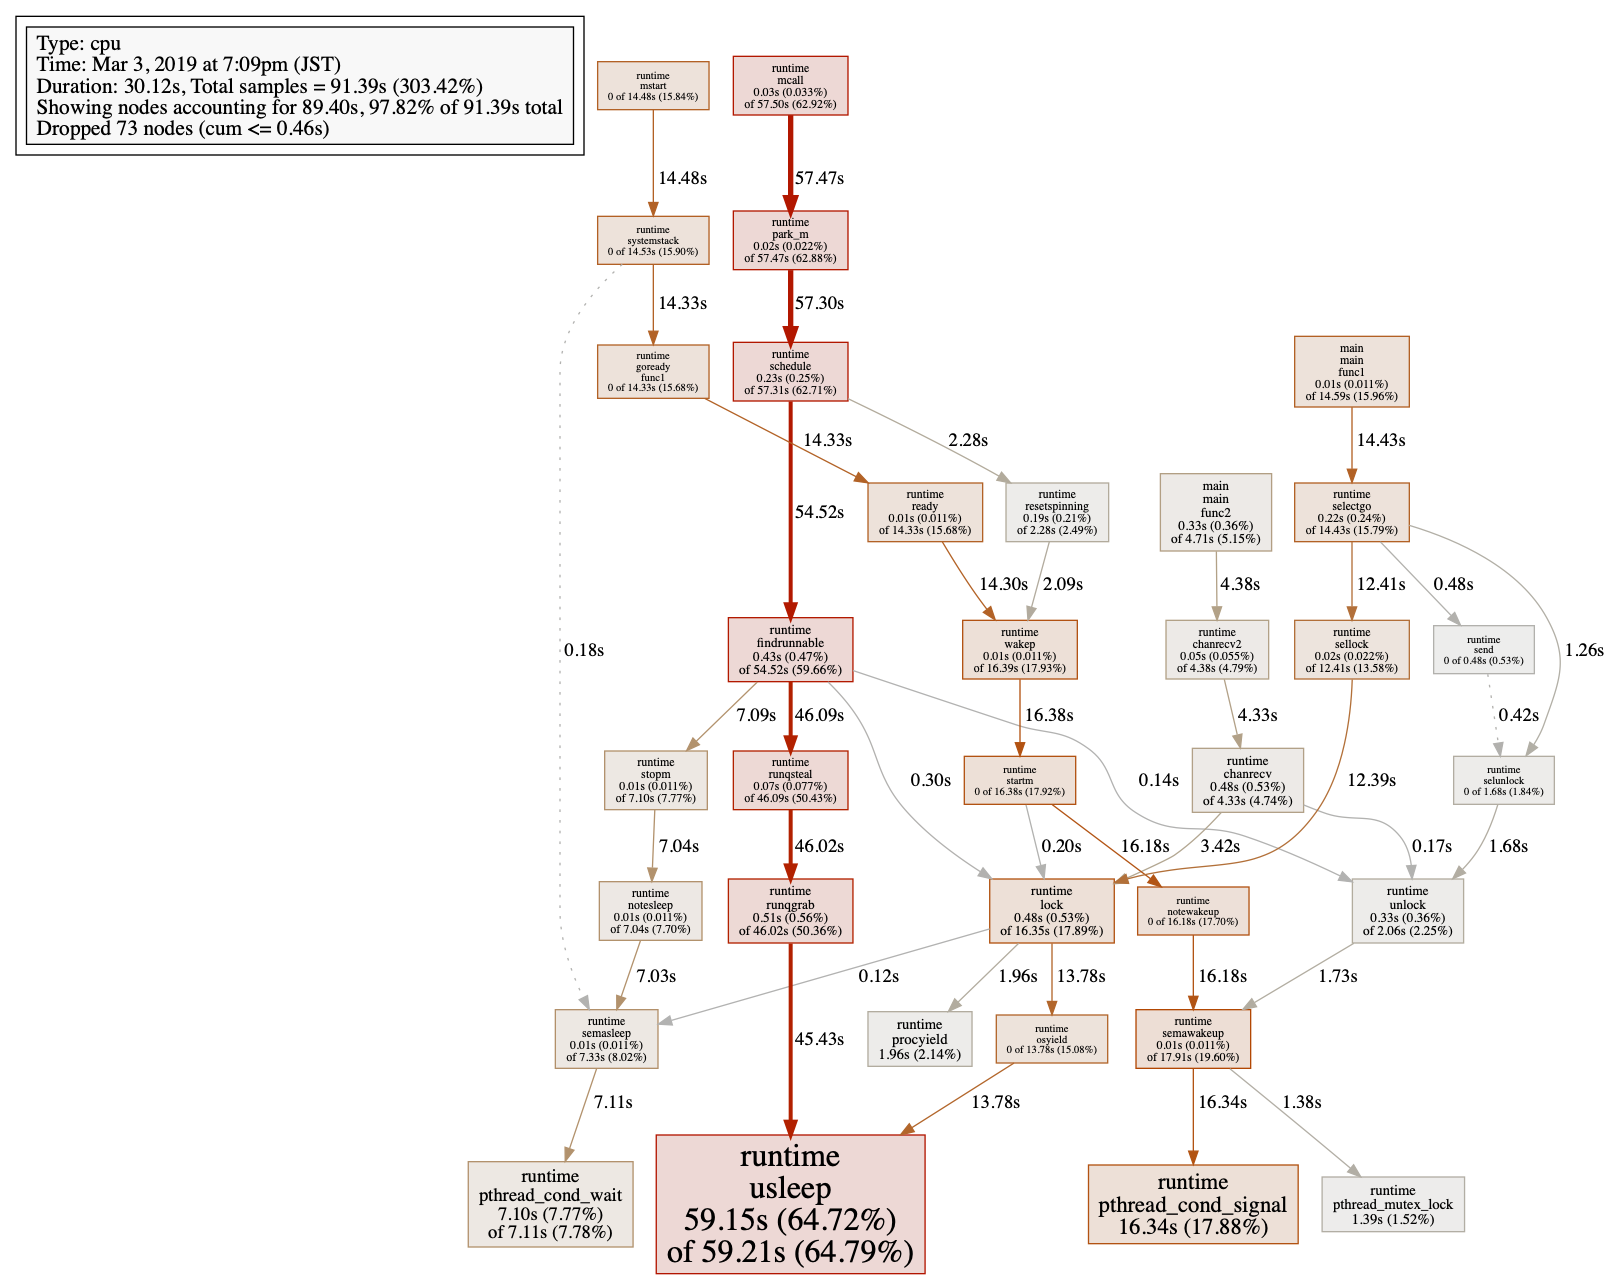 Type: cpu
Time: Mar 3, 2019 at 7:09pm (JST)
Duration: 30.12s, Total samples = 91.39s (303.42%)
Showing nodes accounting for 89.40s, 97.82% of 91.39s total
Dropped 73 nodes (cum <= 0.46s)
runtime
mstart
0 of 14.48s (15.84%)
runtime
mcall
0.03s (0.033%)
of 57.50s (62.92%)
14.48s
57.47s
runtime
systemstack
0 of 14.53s (15.90%)
runtime
park_m
0.02s (0.022%)
of 57.47s (62.88%)
14.33s
57.30s
runtime
goready
func1
0 of 14.33s (15.68%)
runtime
schedule
0.23s (0.25%)
of 57.31s (62.71%)
main
main
func1
0.01s (0.011%)
of 14.59s (15.96%)
14.33s
2.28s
14.43s
54.52s
runtime
ready
0.01s (0.011%)
of 14.33s (15.68%)
runtime
resetspinning
0.19s (0.21%)
of 2.28s (2.49%)
main
main
func2
0.33s (0.36%)
of 4.71s (5.15%)
runtime
selectgo
0.22s (0.24%)
of 14.43s (15.79%)
14.30s
2.09s
4.38s
12.41s
0.48s
0.18s
runtime
findrunnable
0.43s (0.47%)
of 54.52s (59.66%)
runtime
wakep
0.01s (0.011%)
of 16.39s (17.93%)
runtime
chanrecv2
0.05s (0.055%)
of 4.38s (4.79%)
runtime
sellock
0.02s (0.022%)
of 12.41s (13.58%)
runtime
send
0 of 0.48s (0.53%)
1.26s
7.09s
46.09s
16.38s
4.33s
0.42s
runtime
stopm
0.01s (0.011%)
of 7.10s (7.77%)
runtime
runqsteal
0.07s (0.077%)
of 46.09s (50.43%)
0.30s
runtime
startm
0 of 16.38s (17.92%)
0.14s
runtime
chanrecv
0.48s (0.53%)
of 4.33s (4.74%)
12.39s
runtime
selunlock
0 of 1.68s (1.84%)
7.04s
46.02s
0.20s
16.18s
3.42s
0.17s
1.68s
runtime
notesleep
0.01s (0.011%)
of 7.04s (7.70%)
runtime
runqgrab
0.51s (0.56%)
of 46.02s (50.36%)
runtime
lock
0.48s (0.53%)
of 16.35s (17.89%)
runtime
notewakeup
0 of 16.18s (17.70%)
runtime
unlock
0.33s (0.36%)
of 2.06s (2.25%)
7.03s
0.12s
1.96s
13.78s
16.18s
1.73s
runtime
semasleep
0.01s (0.011%)
of 7.33s (8.02%)
45.43s
runtime
procyield
1.96s (2.14%)
runtime
osyield
0 of 13.78s (15.08%)
runtime
semawakeup
0.01s (0.011%)
of 17.91s (19.60%)
7.11s
13.78s
16.34s
1.38s
runtime
pthread_cond_wait
7.10s (7.77%)
of 7.11s (7.78%)
runtime
usleep
59.15s (64.72%)
of 59.21s (64.79%)
runtime
pthread_cond_signal
16.34s (17.88%)
runtime
pthread_mutex_lock
1.39s (1.52%)